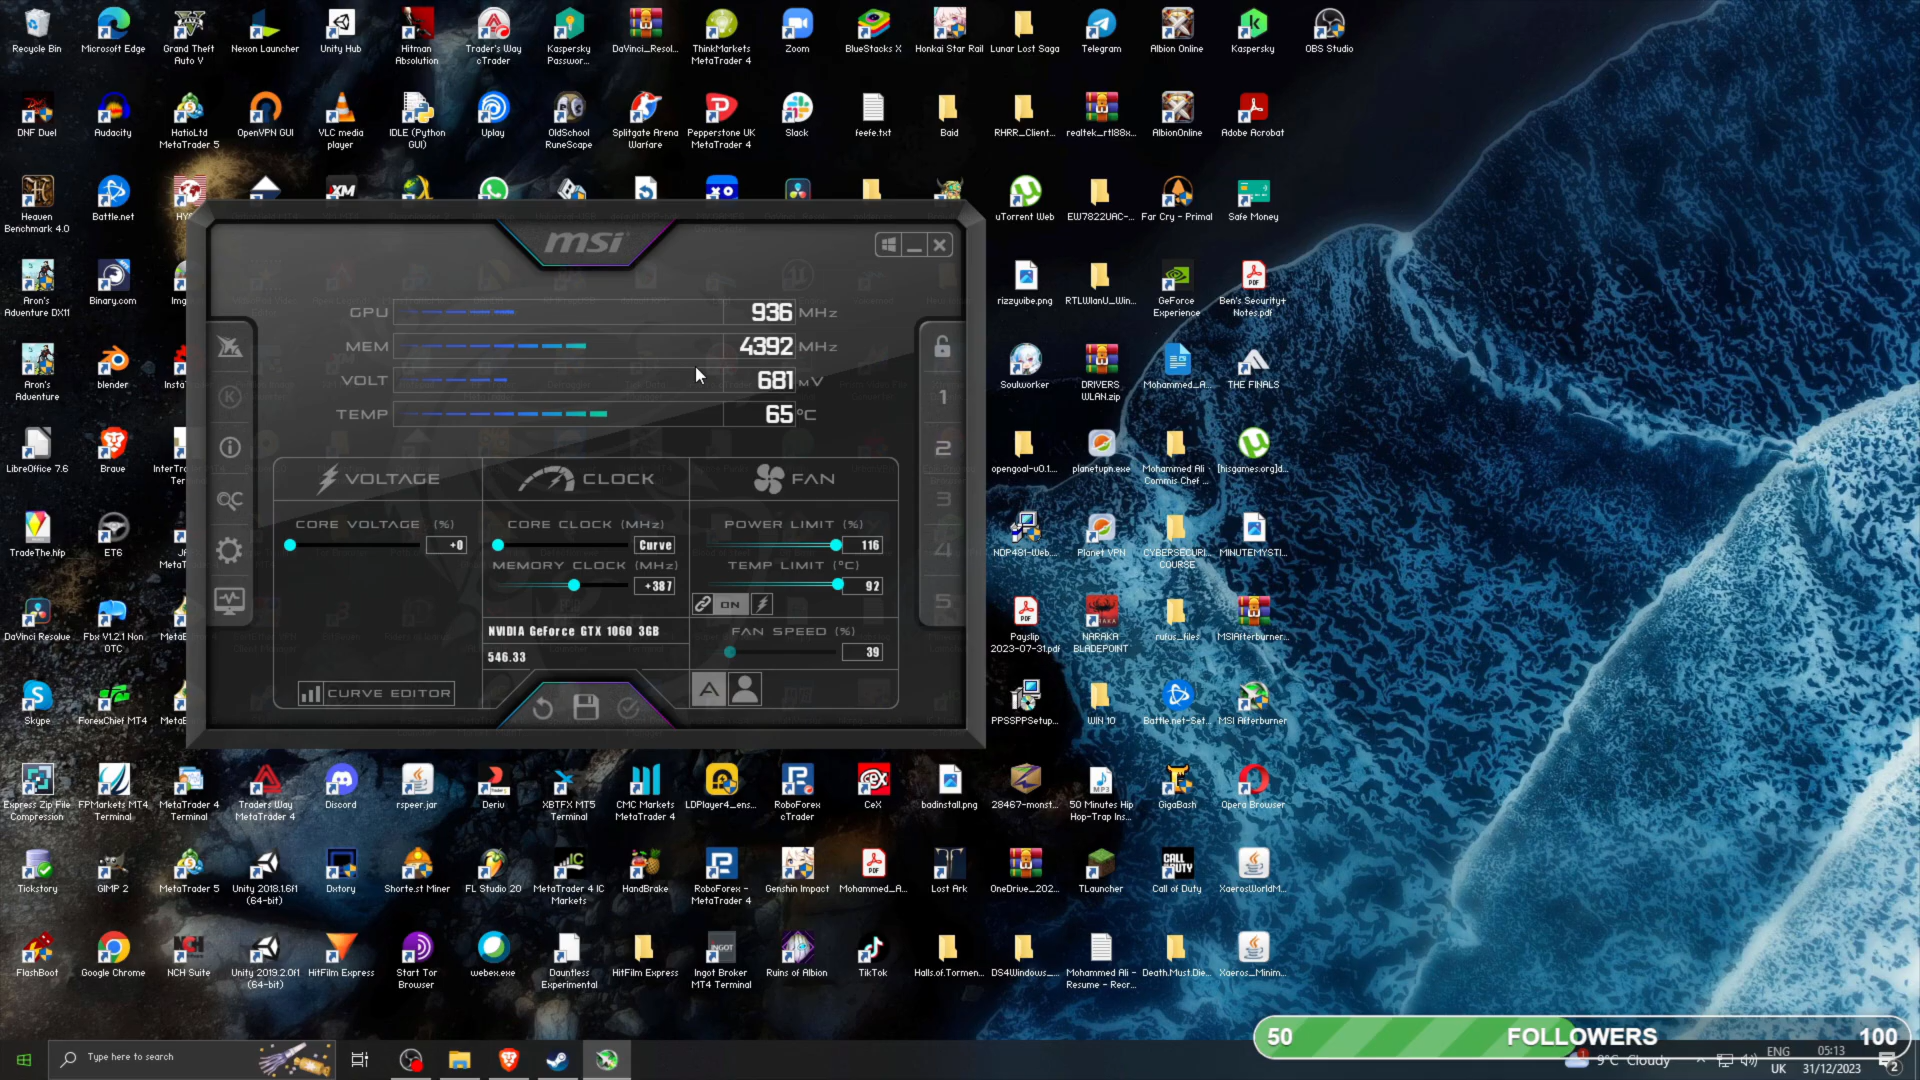 Recycle Bin
Microsoft Edge
Grand Theft
Auto V
Nexon Launcher
Unity Hub
Hitman
Absolution
Trader's Way
cTrader
Kaspersky
Passwor...
DaVinci_Resol...
ThinkMarkets
MetaTrader 4
Zoom
BlueStacks X
Honkai Star Rail
Lunar Lost Saga
Telegram
Albion Online
Kaspersky
OBS Studio
DNF Duel
Audacity
HatioLtd
MetaTrader 5
OpenVPN GUI
VLC media
player
IDLE (Python
GUI)
Uplay
OldSchool
RuneScape
Splitgate Arena
Warfare
Pepperstone UK
MetaTrader 4
Slack
feefe.txt
Baid
RHRR_Client...
realtek_rtl88x...
AlbionOnline
Adobe Acrobat
Heaven
Benchmark 4.0
Battle.net
uTorrent Web
EW7822UAC-...
Far Cry - Primal
Safe Money
msi
GPU 936 MHz
MEM 4392 MHz
VOLT 681 mV
TEMP 65 °C
VOLTAGE
CLOCK
FAN
CORE VOLTAGE (%)
+0
CORE CLOCK (MHz)
Curve
POWER LIMIT (%)
116
MEMORY CLOCK (MHz)
+387
TEMP LIMIT (°C)
92
ON
NVIDIA GeForce GTX 1060 3GB
546.33
FAN SPEED (%)
39
CURVE EDITOR
A
K
1
2
3
4
5
Aron's
Adventure DX11
Binary.com
rizzyvibe.png
RTLWlanU_Win...
GeForce
Experience
Ben's Security+
Notes.pdf
Aron's
Adventure
blender
Soulworker
DRIVERS
WLAN.zip
Mohammed_A...
THE FINALS
LibreOffice 7.6
Brave
opengoal-v0.1...
planetvpn.exe
Mohammed Ali -
Commis Chef ...
[hisgames.org]d...
TradeThe.hfp
ET6
NDP481-Web...
Planet VPN
CYBERSECURI...
COURSE
MINUTEMYSTI...
DaVinci Resolve
Fbx V1.2.1 Non
OTC
Payslip
2023-07-31.pdf
NARAKA
BLADEPOINT
rufus_files
MSIAfterburner...
Skype
ForexChief MT4
PPSSPPSetup...
WIN 10
Battle.net-Set...
MSI Afterburner
Express Zip File
Compression
FPMarkets MT4
Terminal
MetaTrader 4
Terminal
Traders Way
MetaTrader 4
Discord
rspeer.jar
Deriv
XBTFX MT5
Terminal
CMC Markets
MetaTrader 4
LDPlayer4_ens...
RoboForex
cTrader
CeX
badinstall.png
28467-monst...
50 Minutes Hip
Hop-Trap Ins...
GigaBash
Opera Browser
Tickstory
GIMP 2
MetaTrader 5
Unity 2018.1.6f1
(64-bit)
Dxtory
Shorte.st Miner
FL Studio 20
MetaTrader 4 IC
Markets
HandBrake
RoboForex -
MetaTrader 4
Genshin Impact
Mohammed_A...
Lost Ark
OneDrive_202...
TLauncher
Call of Duty
XaerosWorldM...
FlashBoot
Google Chrome
NCH Suite
Unity 2019.2.0f1
(64-bit)
HitFilm Express
Start Tor
Browser
webex.exe
Dauntless
Experimental
HitFilm Express
Ingot Broker
MT4 Terminal
Ruins of Albion
TikTok
Halls.of.Tormen...
DS4Windows_...
Mohammed Ali -
Resume - Recr...
Death.Must.Die...
Xaeros_Minim...
50 FOLLOWERS 100
Type here to search
9°C Cloudy
ENG
UK
05:13
31/12/2023
2